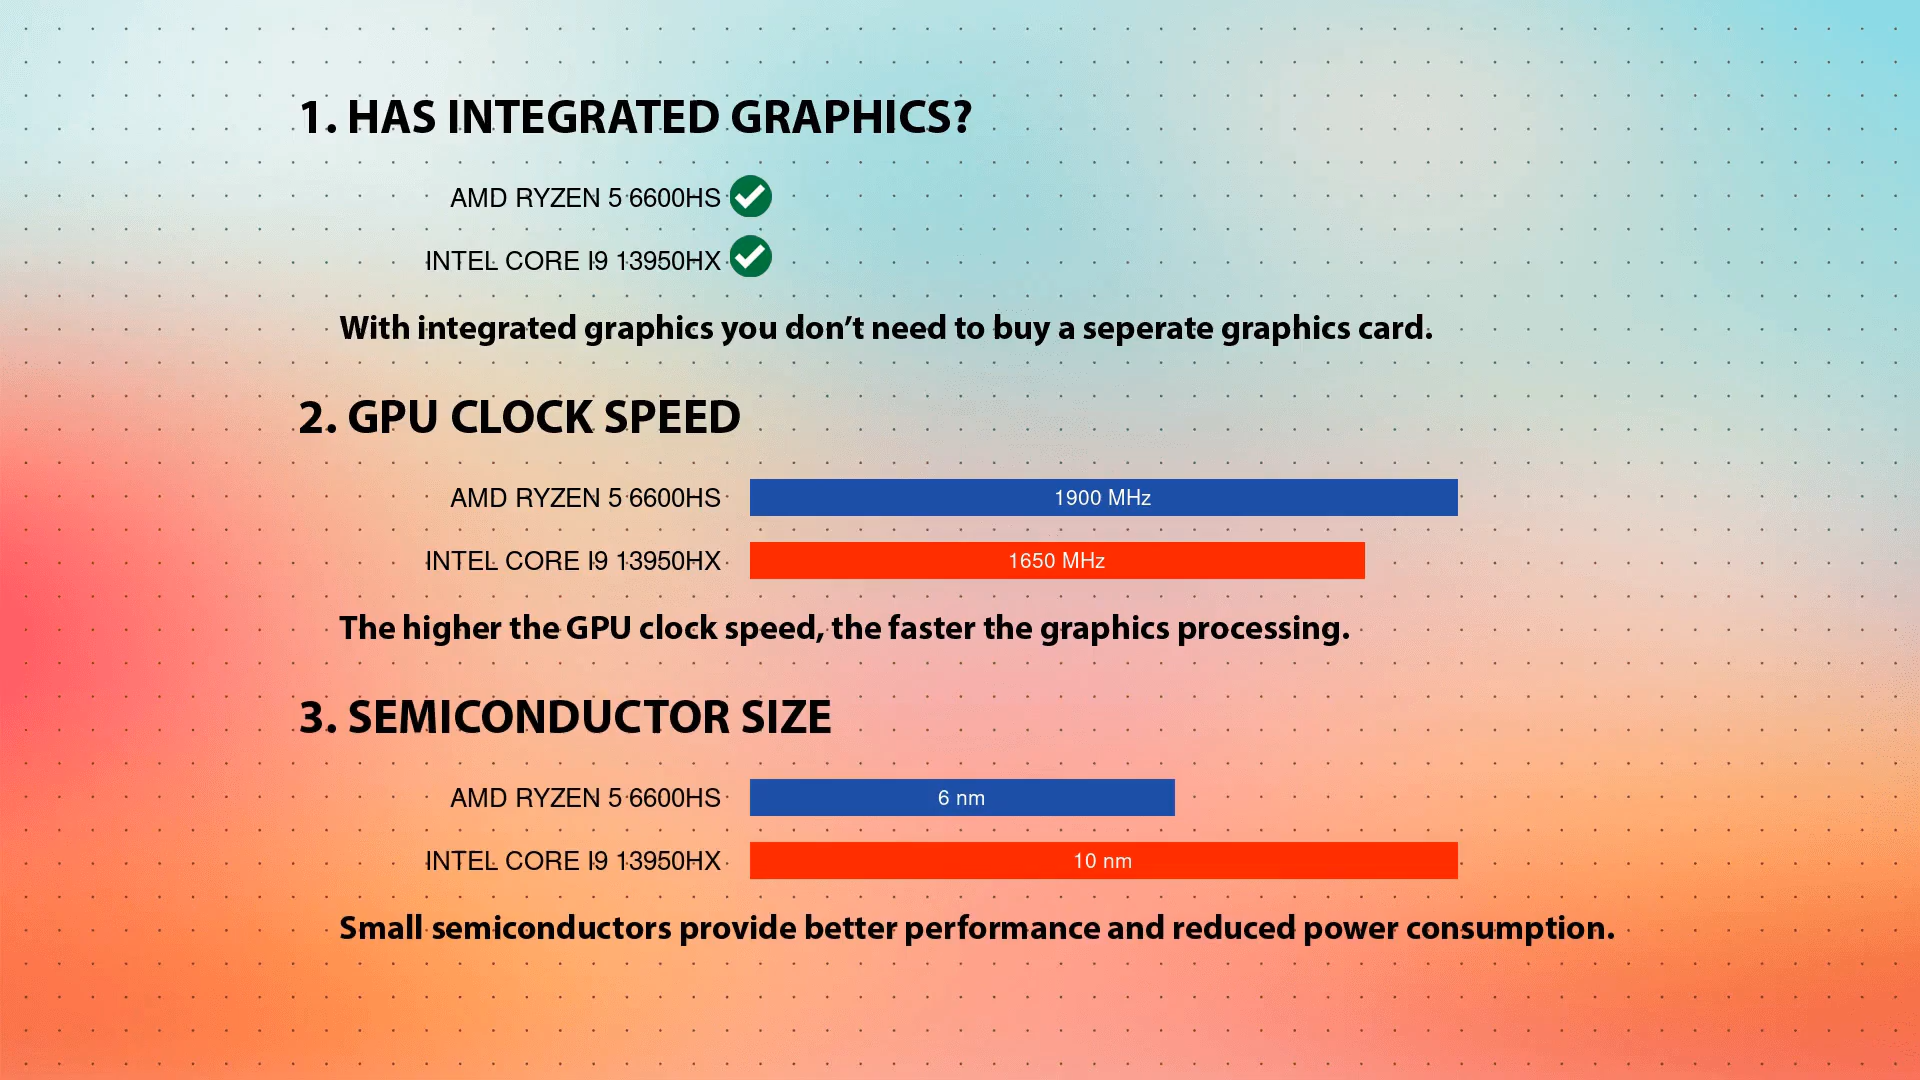 1. HAS INTEGRATED GRAPHICS?
AMD RYZEN 5 6600HS
INTEL CORE I9 13950HX
With integrated graphics you don’t need to buy a seperate graphics card.
2. GPU CLOCK SPEED
AMD RYZEN 5 6600HS 1900 MHz
INTEL CORE I9 13950HX 1650 MHz
The higher the GPU clock speed, the faster the graphics processing.
3. SEMICONDUCTOR SIZE
AMD RYZEN 5 6600HS 6 nm
INTEL CORE I9 13950HX 10 nm
Small semiconductors provide better performance and reduced power consumption.